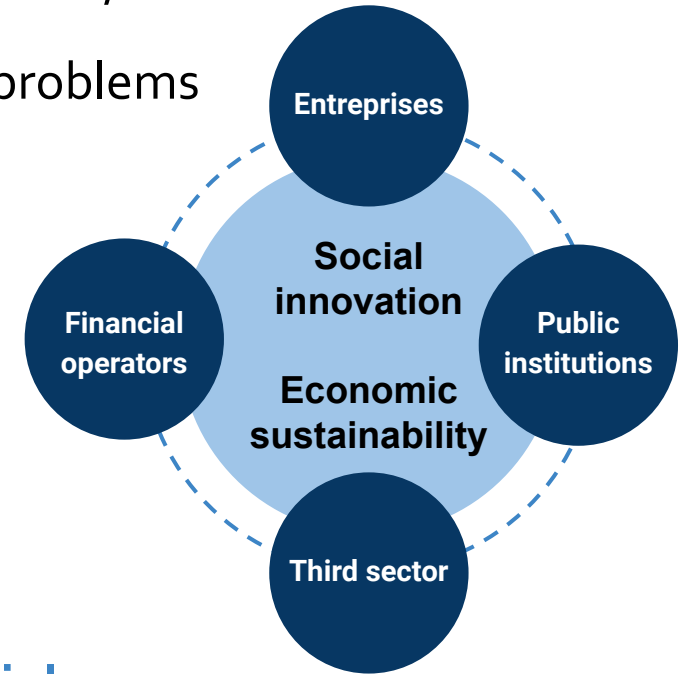 problems
Entreprises
Social
innovation
Financial
operators
Public
institutions
Economic
sustainability
Third sector